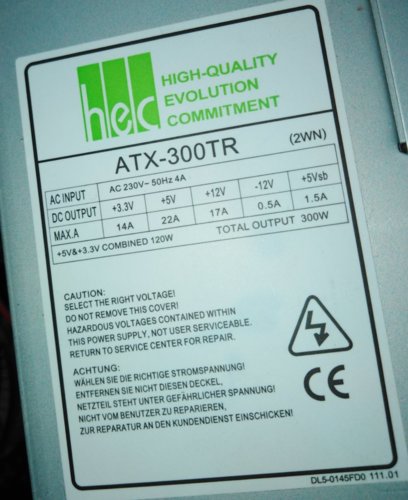 hec
HIGH-QUALITY
EVOLUTION
COMMITMENT
ATX-300TR (2WN)
AC INPUT AC 230V~ 50Hz 4A
DC OUTPUT +3.3V +5V +12V -12V +5Vsb
MAX.A 14A 22A 17A 0.5A 1.5A
+5V&+3.3V COMBINED 120W TOTAL OUTPUT 300W
CAUTION:
SELECT THE RIGHT VOLTAGE!
DO NOT REMOVE THIS COVER!
HAZARDOUS VOLTAGES CONTAINED WITHIN
THIS POWER SUPPLY, NOT USER SERVICEABLE.
RETURN TO SERVICE CENTER FOR REPAIR.
ACHTUNG:
WÄHLEN SIE DIE RICHTIGE STROMSPANNUNG!
ENTFERNEN SIE NICHT DIESEN DECKEL,
NETZTEIL STEHT UNTER GEFÄHRLICHER SPANNUNG!
NICHT VOM BENUTZER ZU REPARIEREN,
ZUR REPARATUR AN DEN KUNDENDIENST EINSCHICKEN!
CE
DL5-0145FD0 111.01